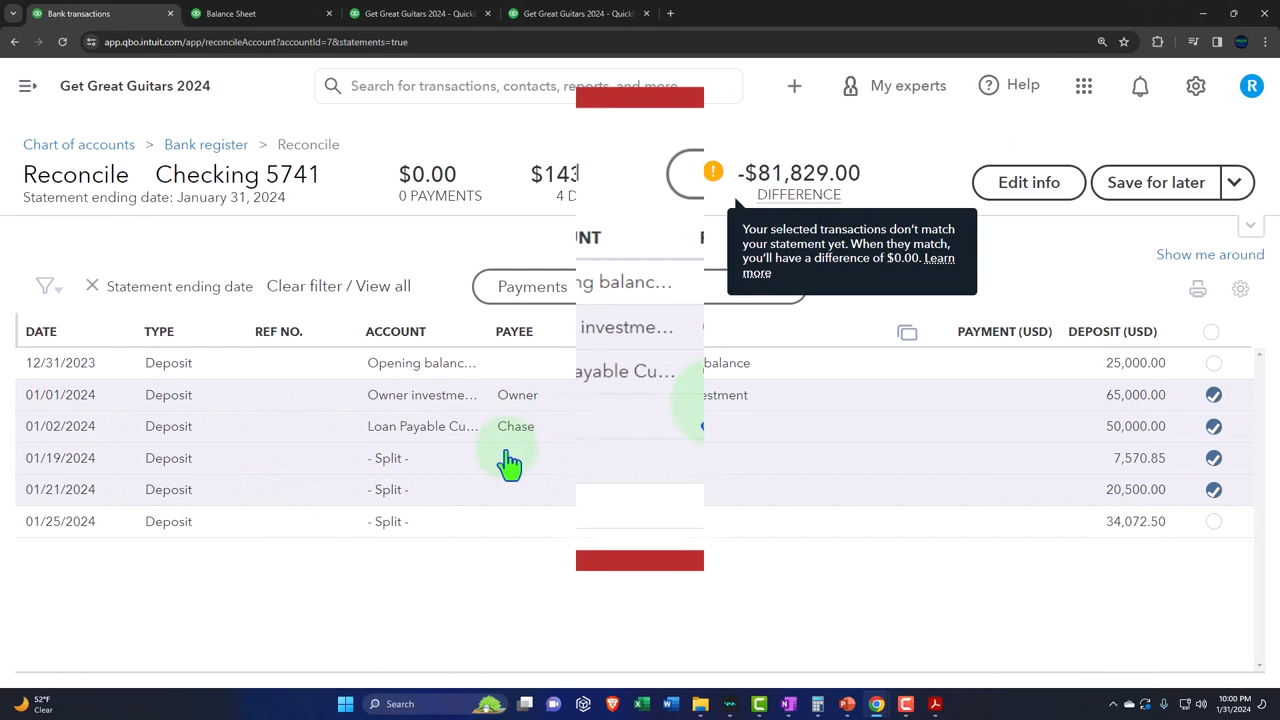 Bank transactions
Balance Sheet
Get Great Guitars 2024 - Quickl
Get Great Guitars 2024 - Quickl
app.qbo.intuit.com/app/reconcileAccount?accountId=7&statements=true
Get Great Guitars 2024
Search for transactions, contacts, reports, and more
My experts
Help
R
Chart of accounts > Bank register > Reconcile
Reconcile Checking 5741
Statement ending date: January 31, 2024
$0.00
0 PAYMENTS
$143
4 D
-$81,829.00
DIFFERENCE
Edit info
Save for later
Your selected transactions don't match
your statement yet. When they match,
you'll have a difference of $0.00. Learn
more
Show me around
Statement ending date
Clear filter / View all
Payments
NT
ng balanc...
investme...
ayable Cu...
DATE TYPE REF NO. ACCOUNT PAYEE PAYMENT (USD) DEPOSIT (USD)
12/31/2023 Deposit Opening balanc... balance 25,000.00
01/01/2024 Deposit Owner investme... Owner estment 65,000.00
01/02/2024 Deposit Loan Payable Cu... Chase 50,000.00
01/19/2024 Deposit - Split - 7,570.85
01/21/2024 Deposit - Split - 20,500.00
01/25/2024 Deposit - Split - 34,072.50
52°F
Clear
Search
10:00 PM
1/31/2024